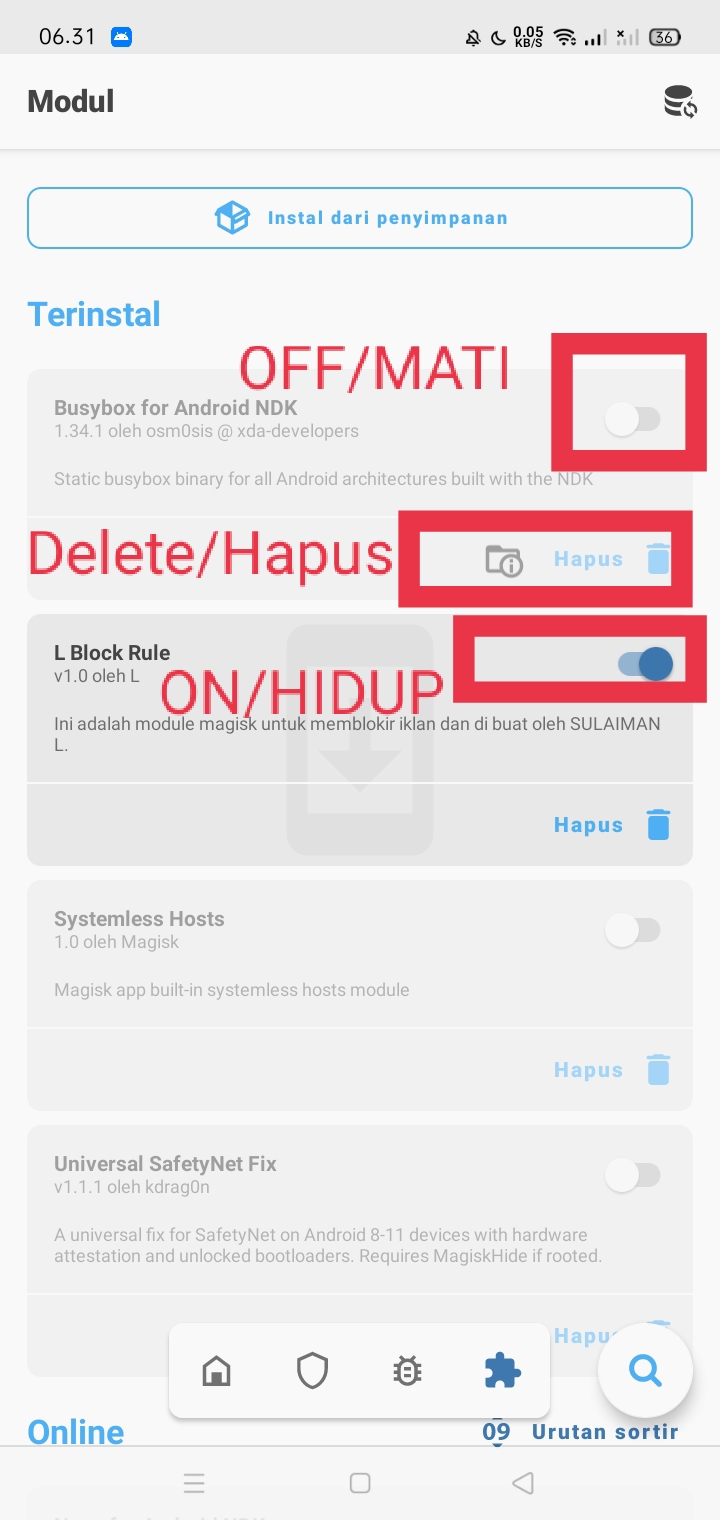 06.31
0.05
KB/S
36
Modul
Instal dari penyimpanan
Terinstal
OFF/MATI
Busybox for Android NDK
1.34.1 oleh osm0sis @ xda-developers
Static busybox binary for all Android architectures built with the NDK
Delete/Hapus
Hapus
L Block Rule
v1.0 oleh L
ON/HIDUP
Ini adalah module magisk untuk memblokir iklan dan di buat oleh SULAIMAN
L.
Hapus
Systemless Hosts
1.0 oleh Magisk
Magisk app built-in systemless hosts module
Hapus
Universal SafetyNet Fix
v1.1.1 oleh kdrag0n
A universal fix for SafetyNet on Android 8-11 devices with hardware
attestation and unlocked bootloaders. Requires MagiskHide if rooted.
Hapus
Online
09
Urutan sortir